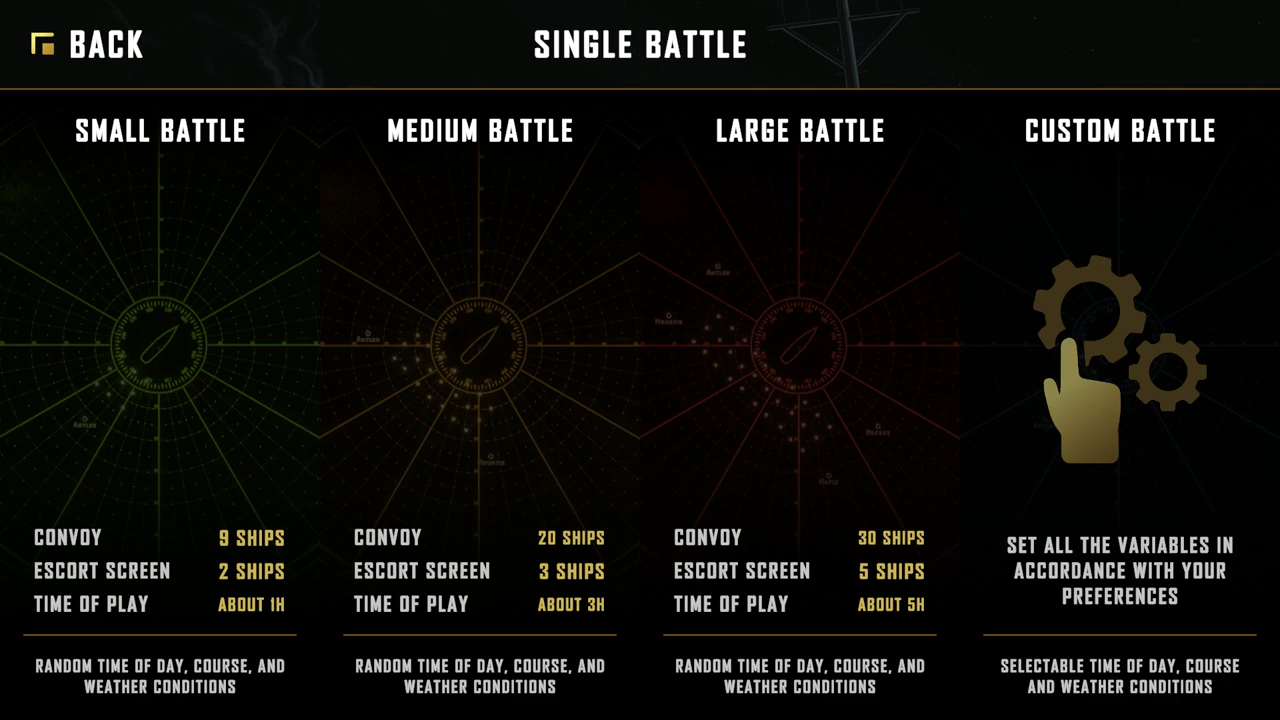 BACK
SINGLE BATTLE
SMALL BATTLE
MEDIUM BATTLE
LARGE BATTLE
CUSTOM BATTLE
ANTLER
ANTLER
ANTLER
CONVOY 9 SHIPS
ESCORT SCREEN 2 SHIPS
TIME OF PLAY ABOUT 1H
RANDOM TIME OF DAY, COURSE, AND
WEATHER CONDITIONS
CONVOY 20 SHIPS
ESCORT SCREEN 3 SHIPS
TIME OF PLAY ABOUT 3H
RANDOM TIME OF DAY, COURSE, AND
WEATHER CONDITIONS
CONVOY 30 SHIPS
ESCORT SCREEN 5 SHIPS
TIME OF PLAY ABOUT 5H
RANDOM TIME OF DAY, COURSE, AND
WEATHER CONDITIONS
SET ALL THE VARIABLES IN
ACCORDANCE WITH YOUR
PREFERENCES
SELECTABLE TIME OF DAY, COURSE
AND WEATHER CONDITIONS